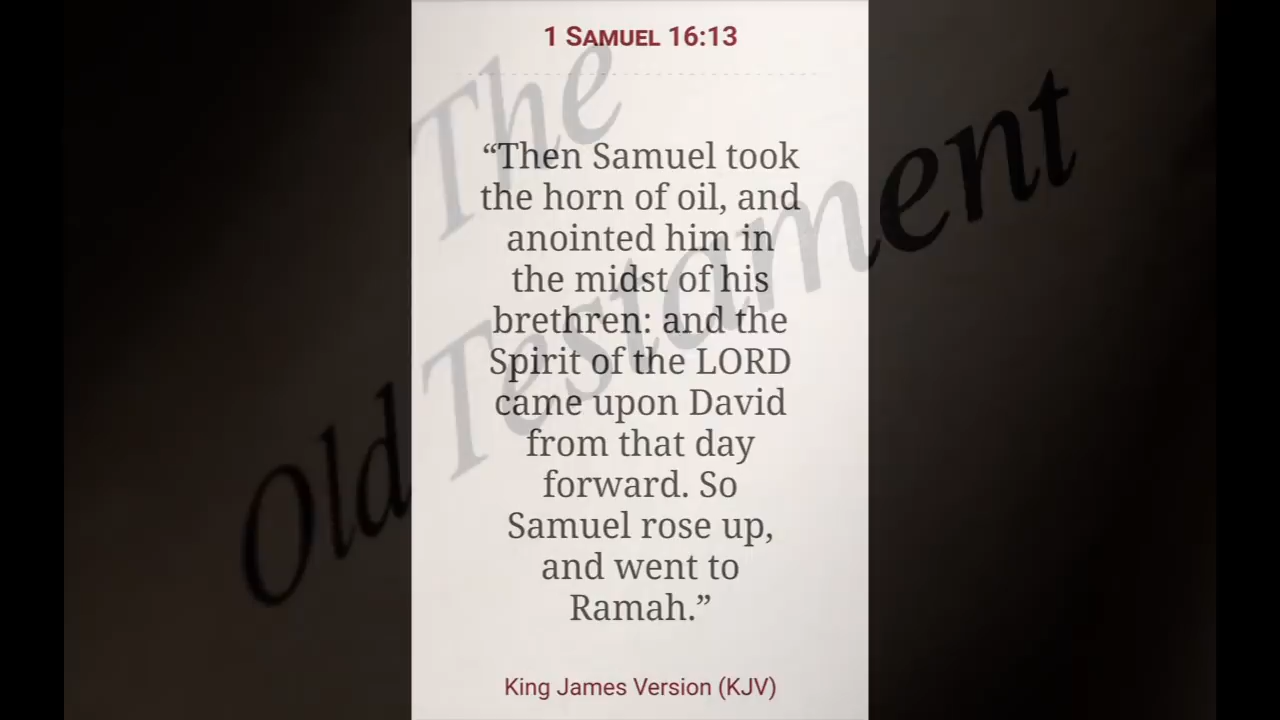 1 SAMUEL 16:13
The
Old Testament
“Then Samuel took
the horn of oil, and
anointed him in
the midst of his
brethren: and the
Spirit of the LORD
came upon David
from that day
forward. So
Samuel rose up,
and went to
Ramah.”
King James Version (KJV)